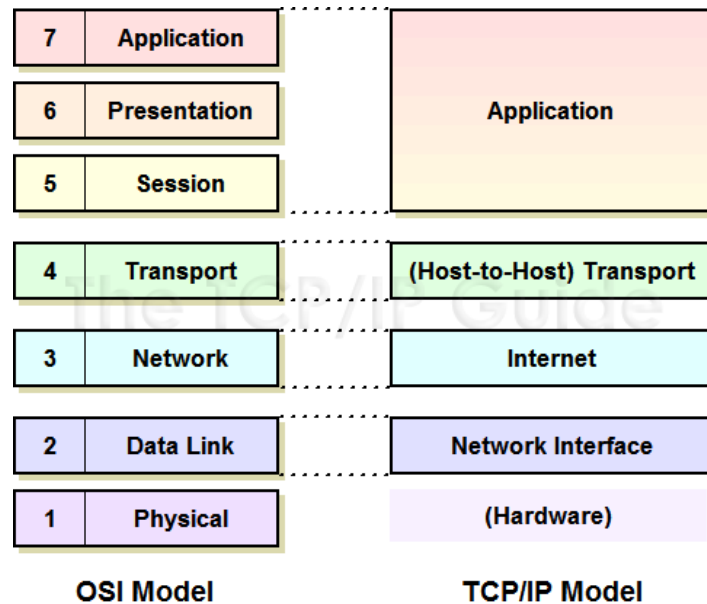 7 Application
6 Presentation
Application
5 Session
4 Transport
(Host-to-Host) Transport
The TCP/IP Guide
3 Network
Internet
2 Data Link
Network Interface
1 Physical
(Hardware)
OSI Model
TCP/IP Model